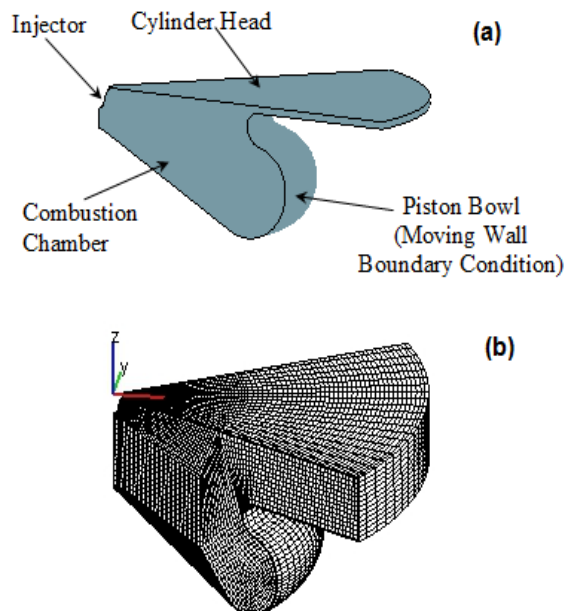 Cylinder Head
(a)
Injector
Combustion
Chamber
Piston Bowl
(Moving Wall
Boundary Condition)
(b)
z
y